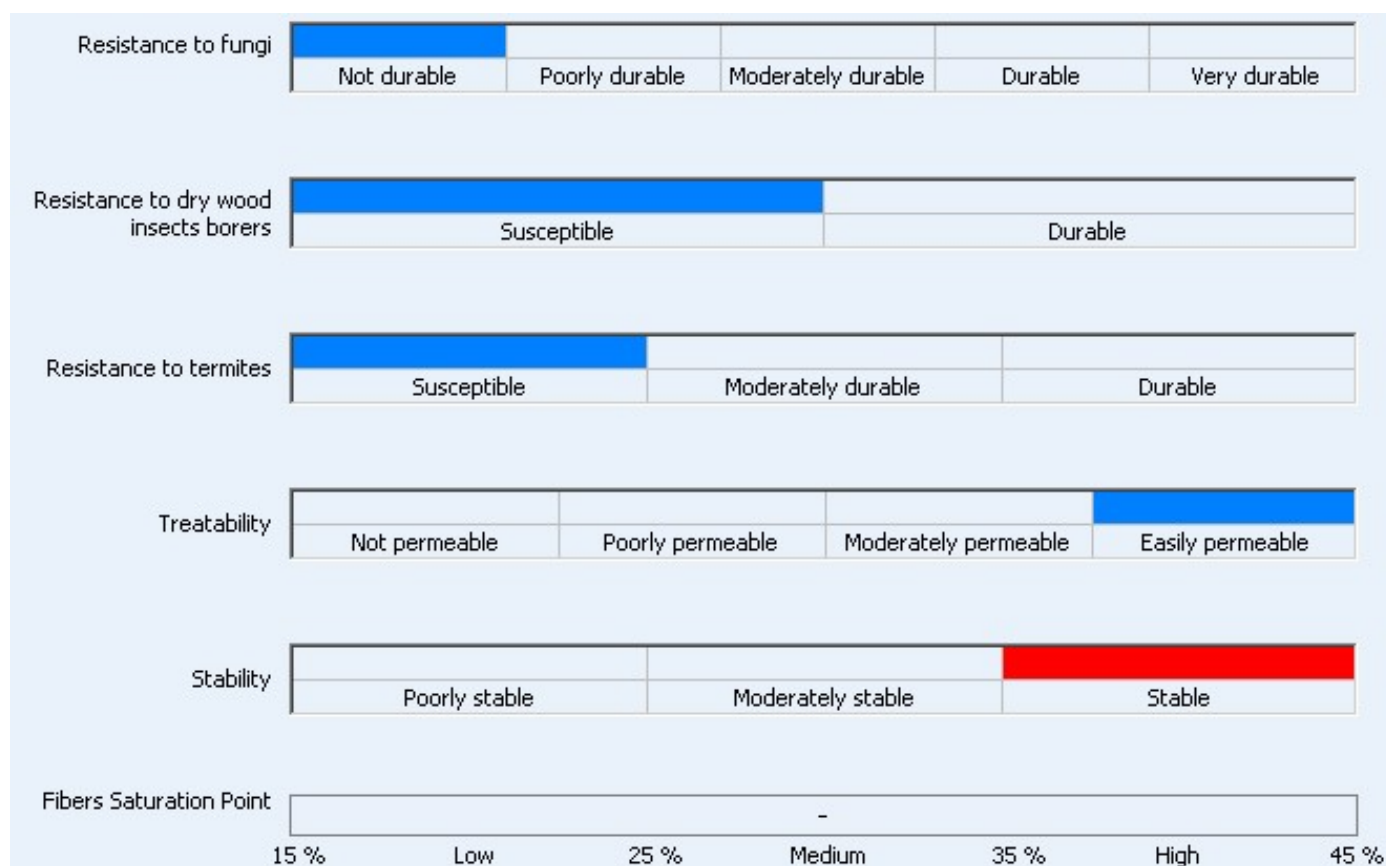 Resistance to fungi
Not durable Poorly durable Moderately durable Durable Very durable
Resistance to dry wood
insects borers
Susceptible Durable
Resistance to termites
Susceptible Moderately durable Durable
Treatability
Not permeable Poorly permeable Moderately permeable Easily permeable
Stability
Poorly stable Moderately stable Stable
Fibers Saturation Point
-
15 % Low 25 % Medium 35 % High 45 %